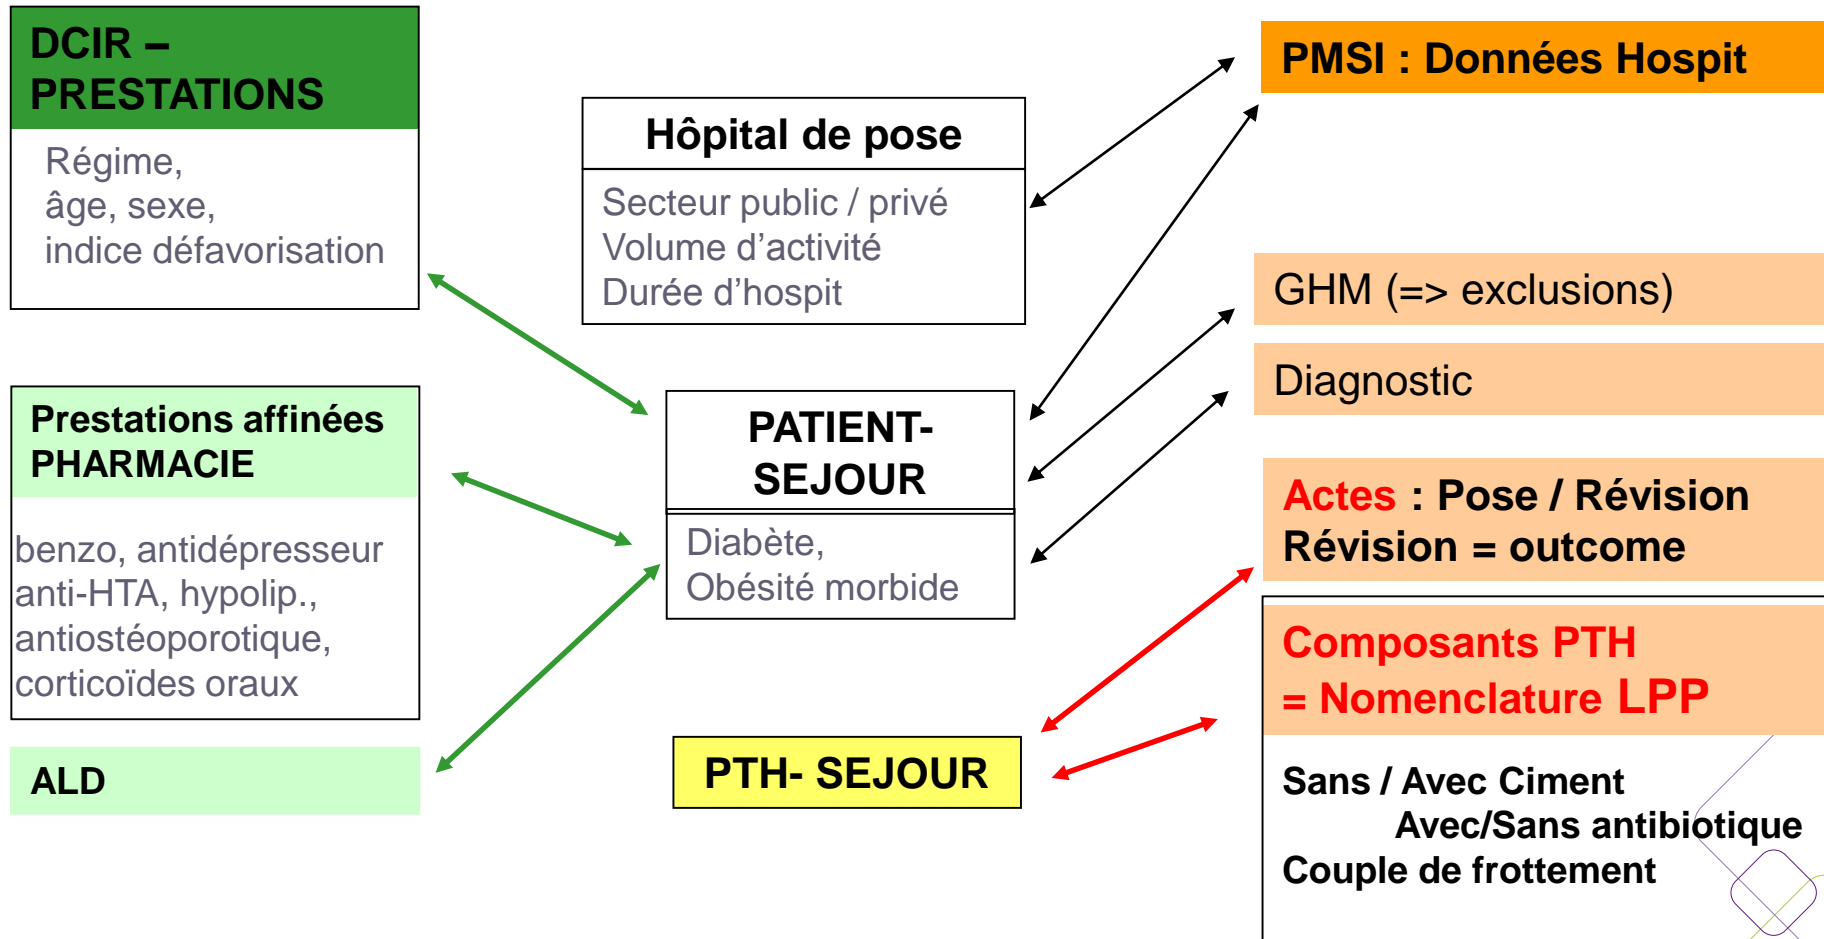 DCIR –
PRESTATIONS
Régime,
âge, sexe,
indice défavorisation
Prestations affinées
PHARMACIE
benzo, antidépresseur
anti-HTA, hypolip.,
antiostéoporotique,
corticoïdes oraux
ALD
Hôpital de pose
Secteur public / privé
Volume d’activité
Durée d’hospit
PATIENT-
SEJOUR
Diabète,
Obésité morbide
PTH- SEJOUR
PMSI : Données Hospit
GHM (=> exclusions)
Diagnostic
Actes : Pose / Révision
Révision = outcome
Composants PTH
= Nomenclature LPP
Sans / Avec Ciment
Avec/Sans antibiotique
Couple de frottement